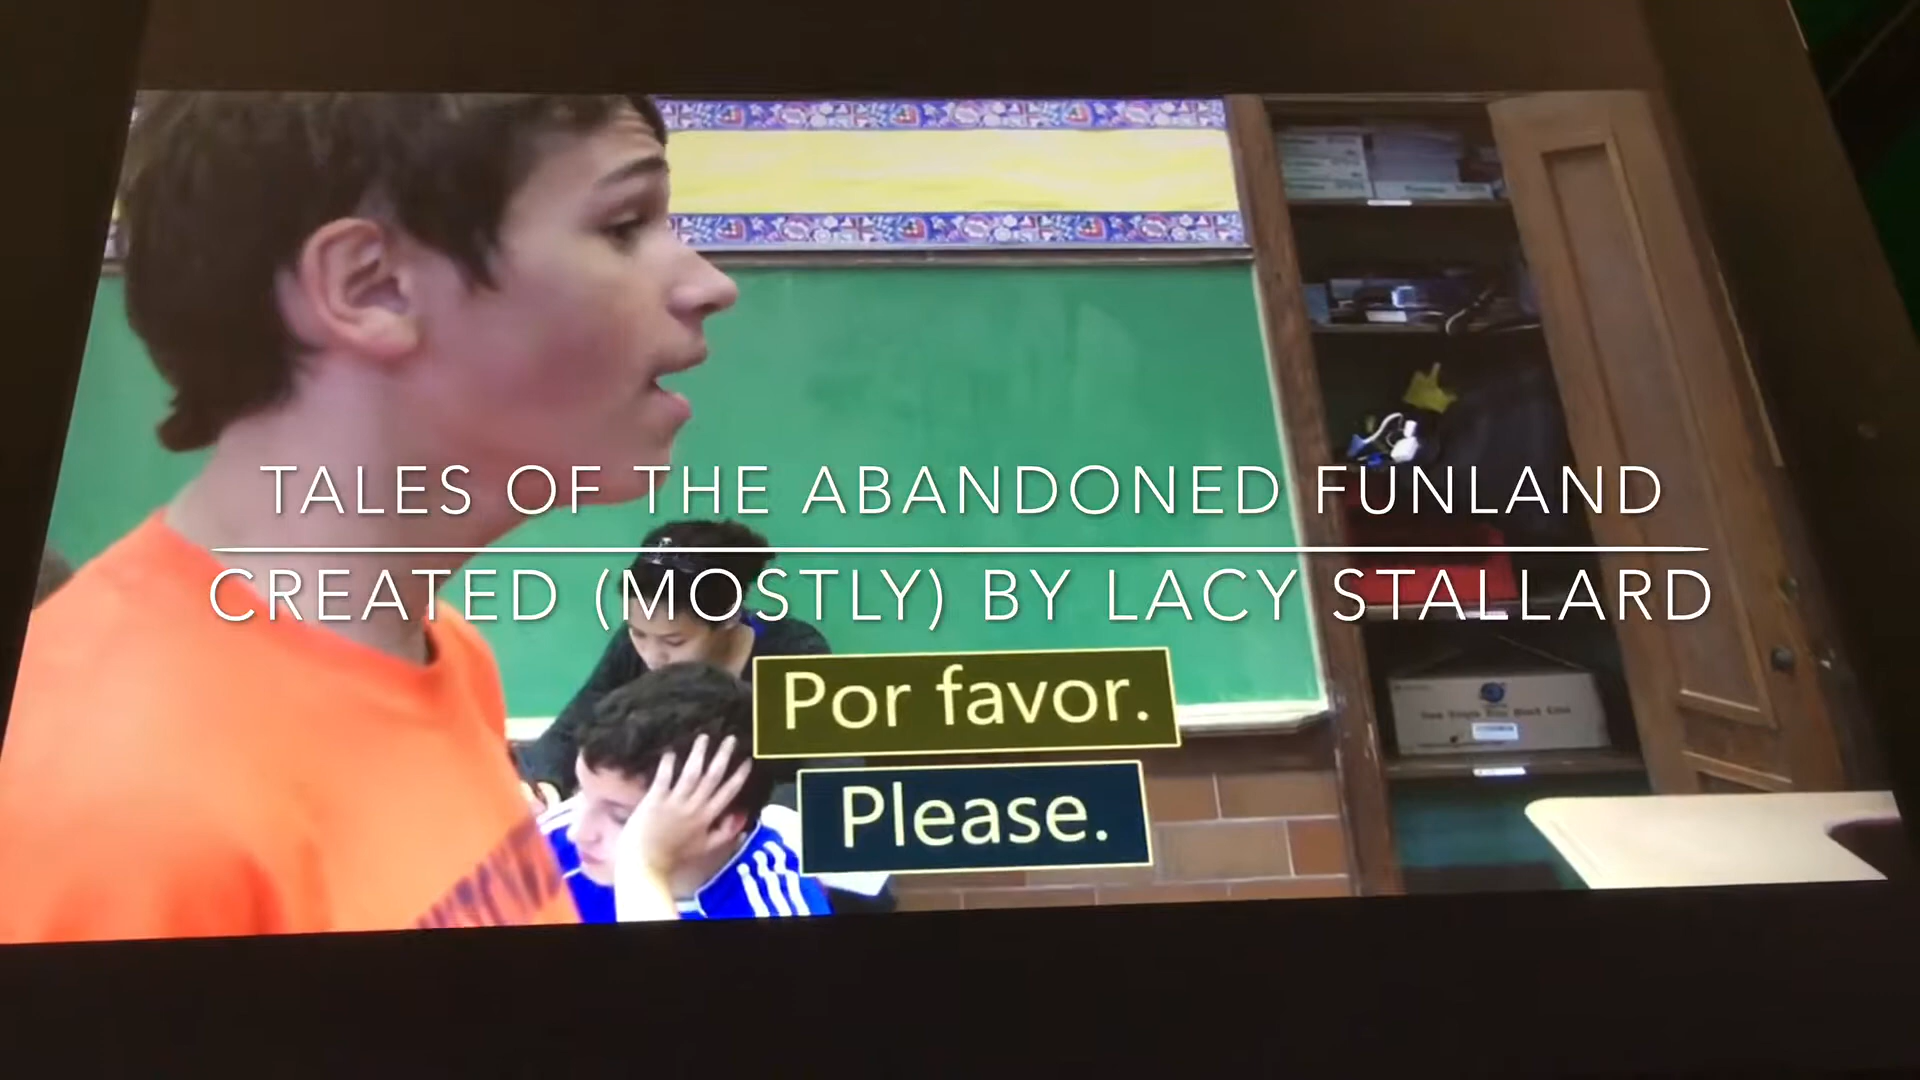 TALES OF THE ABANDONED FUNLAND
CREATED (MOSTLY) BY LACY STALLARD
Por favor.
Please.